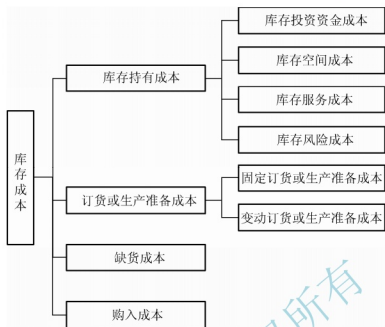 库存成本
库存持有成本
库存投资资金成本
库存空间成本
库存服务成本
库存风险成本
订货或生产准备成本
固定订货或生产准备成本
变动订货或生产准备成本
缺货成本
购入成本
所有